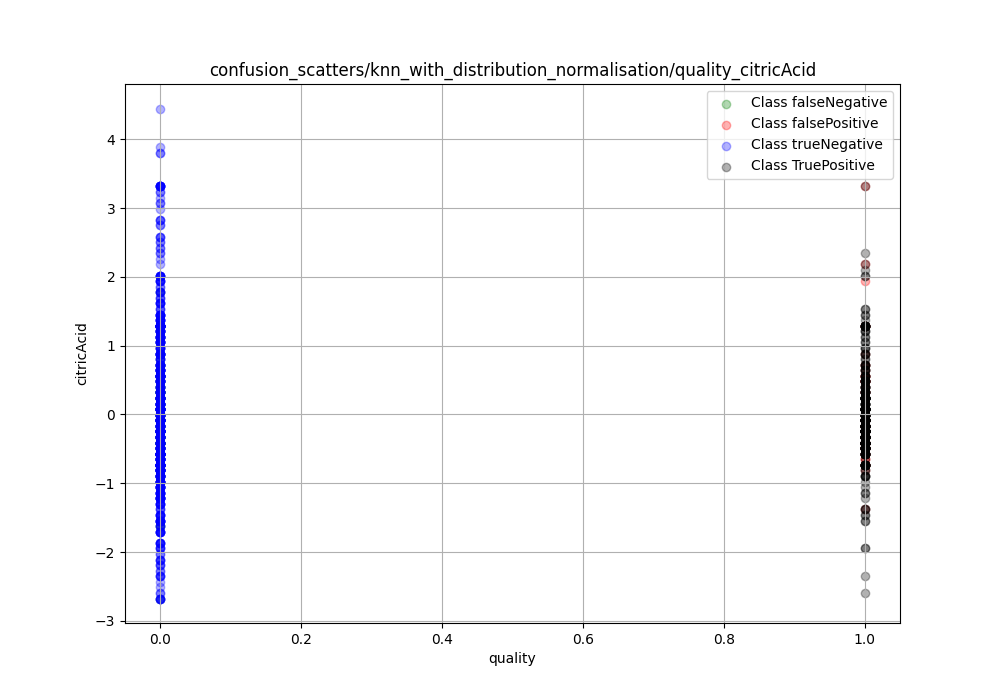 confusion_scatters/knn_with_distribution_normalisation/quality_citricAcid
Class falseNegative
Class falsePositive
Class trueNegative
Class TruePositive
4
3
2
1
0
−1
−2
−3
citricAcid
0.0 0.2 0.4 0.6 0.8 1.0
quality